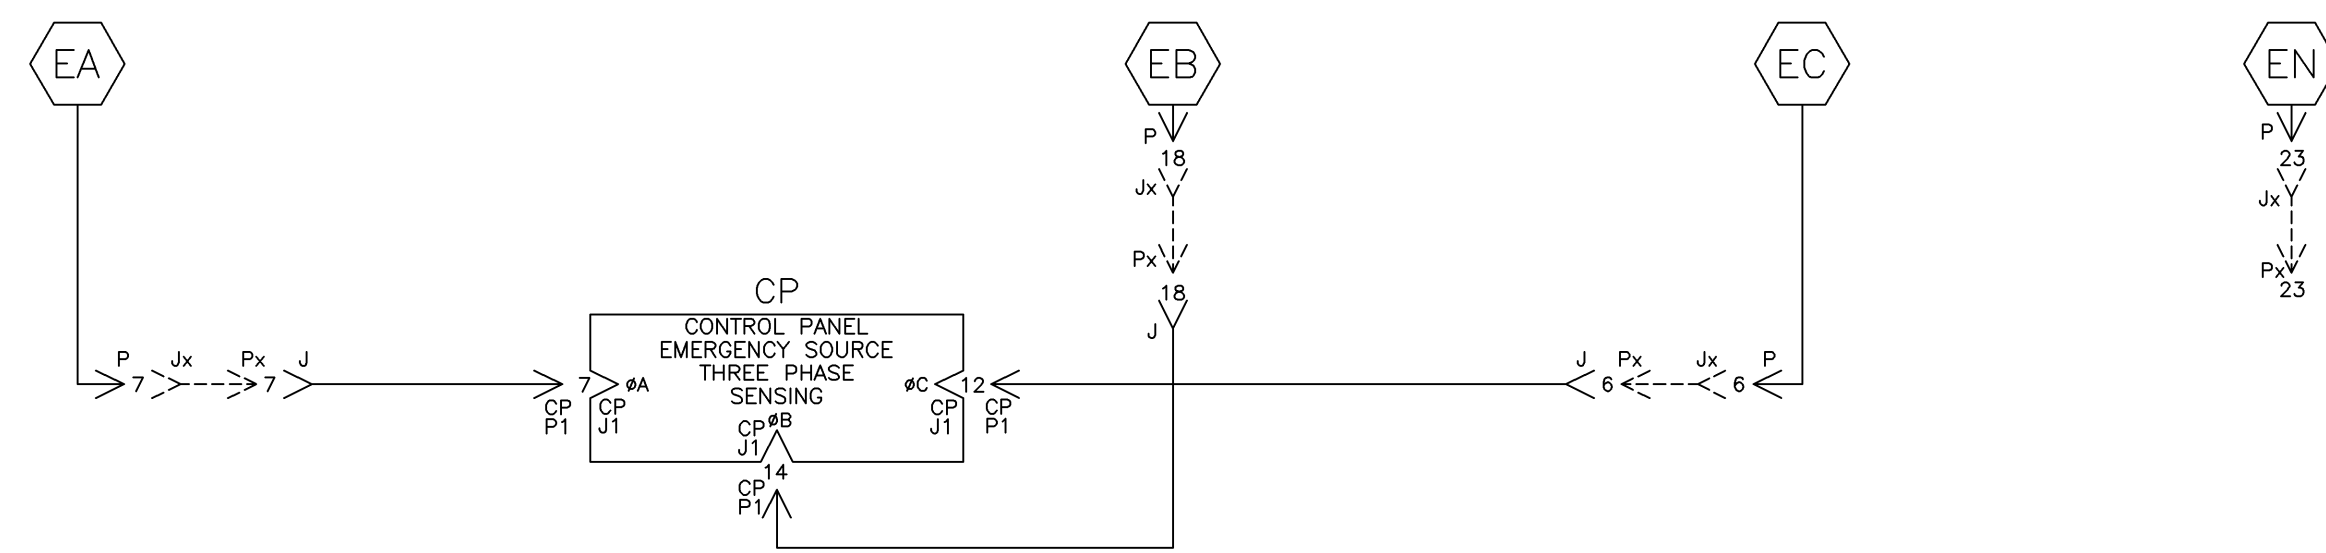 EA
EB
EC
EN
P
18
Jx
Px
18
J
P
23
Jx
Px
23
CP
CONTROL PANEL
EMERGENCY SOURCE
THREE PHASE
SENSING
P 7 Jx Px 7 J
7 øA
CP P1
CP J1
øB
CP J1
14
CP P1
øC 12
CP J1
CP P1
J 6 Px Jx 6 P